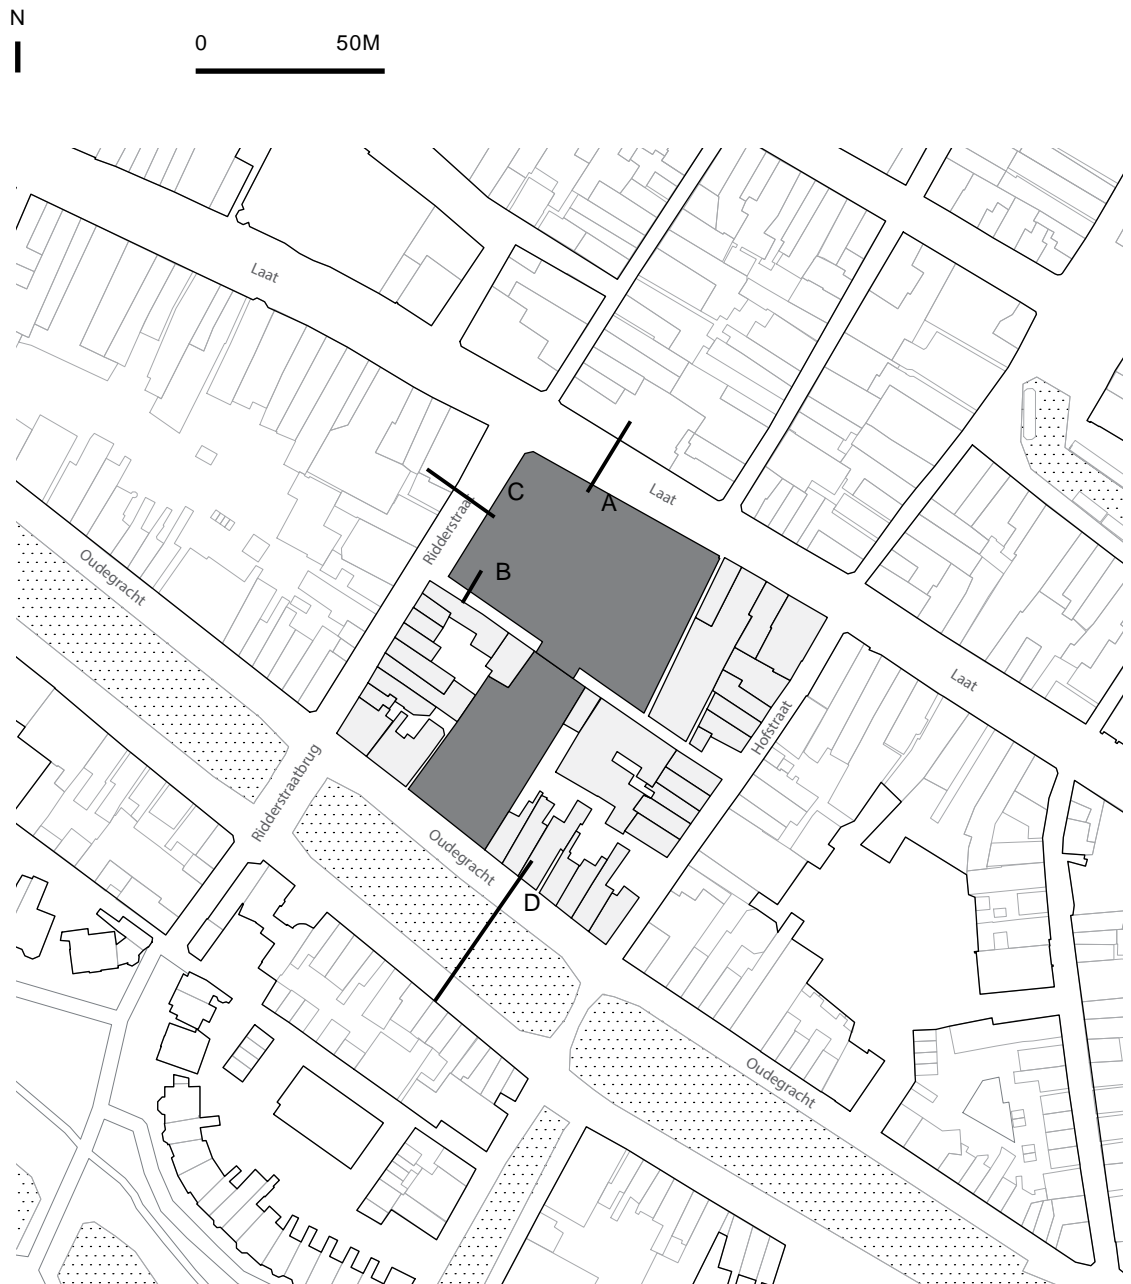 N
0 50M
Laat
C
A
Laat
Ridderstraat
B
Oudegracht
Laat
Hofstraat
Ridderstraatbrug
Oudegracht
D
Oudegracht